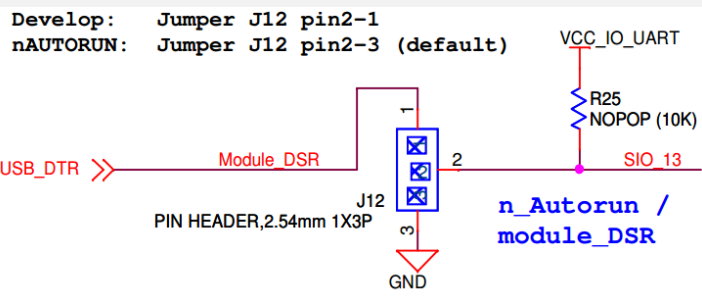 Develop: Jumper J12 pin2-1
nAUTORUN: Jumper J12 pin2-3 (default)
VCC_IO_UART
R25
NOPOP (10K)
1
USB_DTR
Module_DSR
2
SIO_13
J12
PIN HEADER,2.54mm 1X3P
3
n_Autorun /
module_DSR
GND